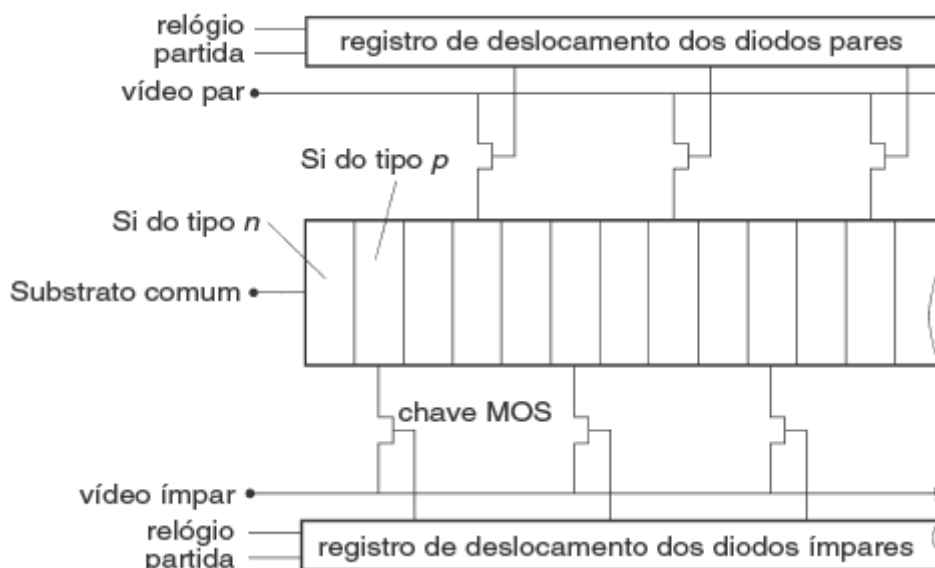 relógio
partida
registro de deslocamento dos diodos pares
vídeo par
Si do tipo p
Si do tipo n
Substrato comum
chave MOS
vídeo ímpar
relógio
partida
registro de deslocamento dos diodos ímpares